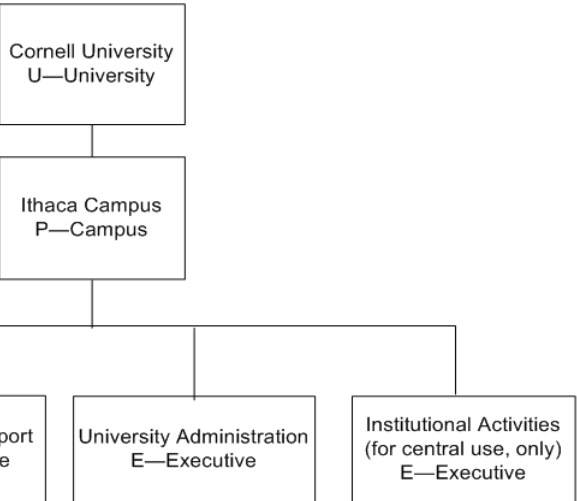 Cornell University
U—University
Ithaca Campus
P—Campus
University Administration
E—Executive
Institutional Activities
(for central use, only)
E—Executive